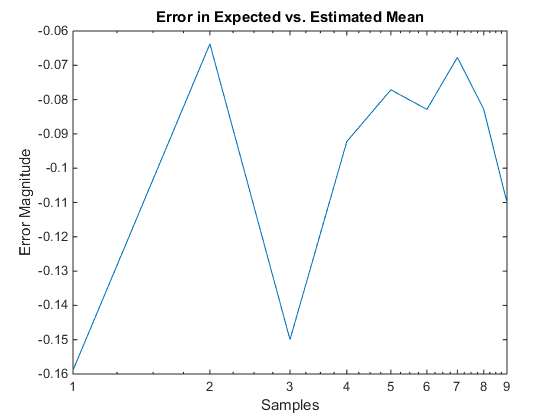 Error in Expected vs. Estimated Mean
-0.06
-0.07
-0.08
-0.09
-0.1
-0.11
-0.12
-0.13
-0.14
-0.15
-0.16
Error Magnitude
1 2 3 4 5 6 7 8 9
Samples